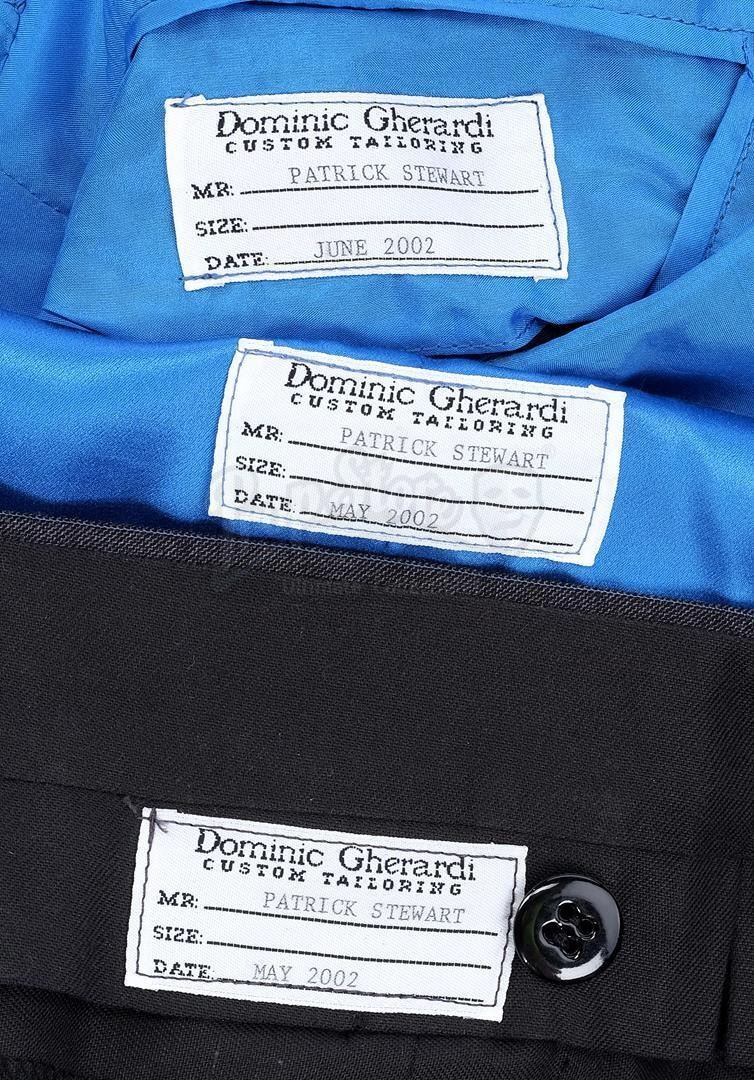 Dominic Gherardi
CUSTOM TAILORING
MR: PATRICK STEWART
SIZE:
DATE: JUNE 2002
Dominic Gherardi
CUSTOM TAILORING
MR: PATRICK STEWART
SIZE:
DATE: MAY 2002
Dominic Gherardi
CUSTOM TAILORING
MR: PATRICK STEWART
SIZE:
DATE: MAY 2002